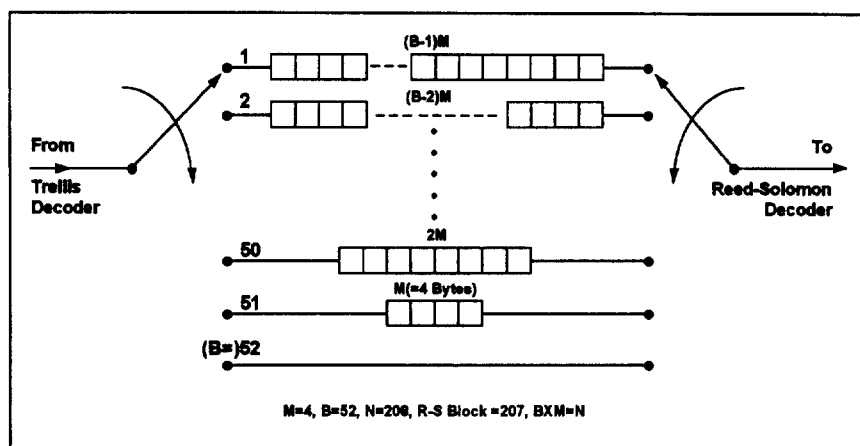 (B-1)M
1
(B-2)M
2
From
Trellis
Decoder
To
Reed-Solomon
Decoder
2M
50
M(=4 Bytes)
51
(B=)52
M=4, B=52, N=208, R-S Block =207, BXM=N